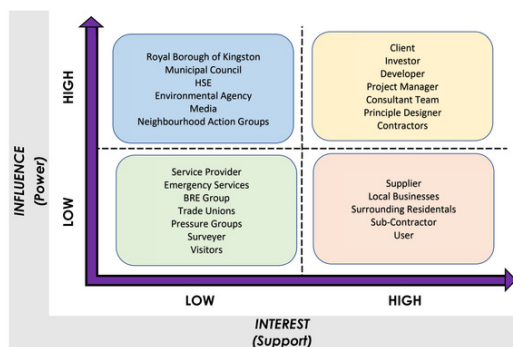 INFLUENCE
(Power)
HIGH
LOW
Royal Borough of Kingston
Municipal Council
HSE
Environmental Agency
Media
Neighbourhood Action Groups
Client
Investor
Developer
Project Manager
Consultant Team
Principle Designer
Contractors
Service Provider
Emergency Services
BRE Group
Trade Unions
Pressure Groups
Surveyer
Visitors
Supplier
Local Businesses
Surrounding Residentals
Sub-Contractor
User
LOW
HIGH
INTEREST
(Support)